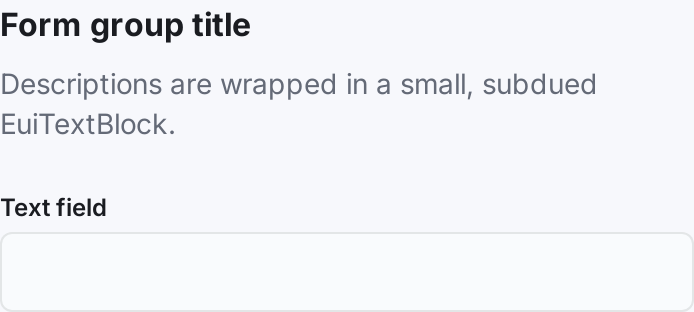 Form group title
Descriptions are wrapped in a small, subdued
EuiTextBlock.
Text field